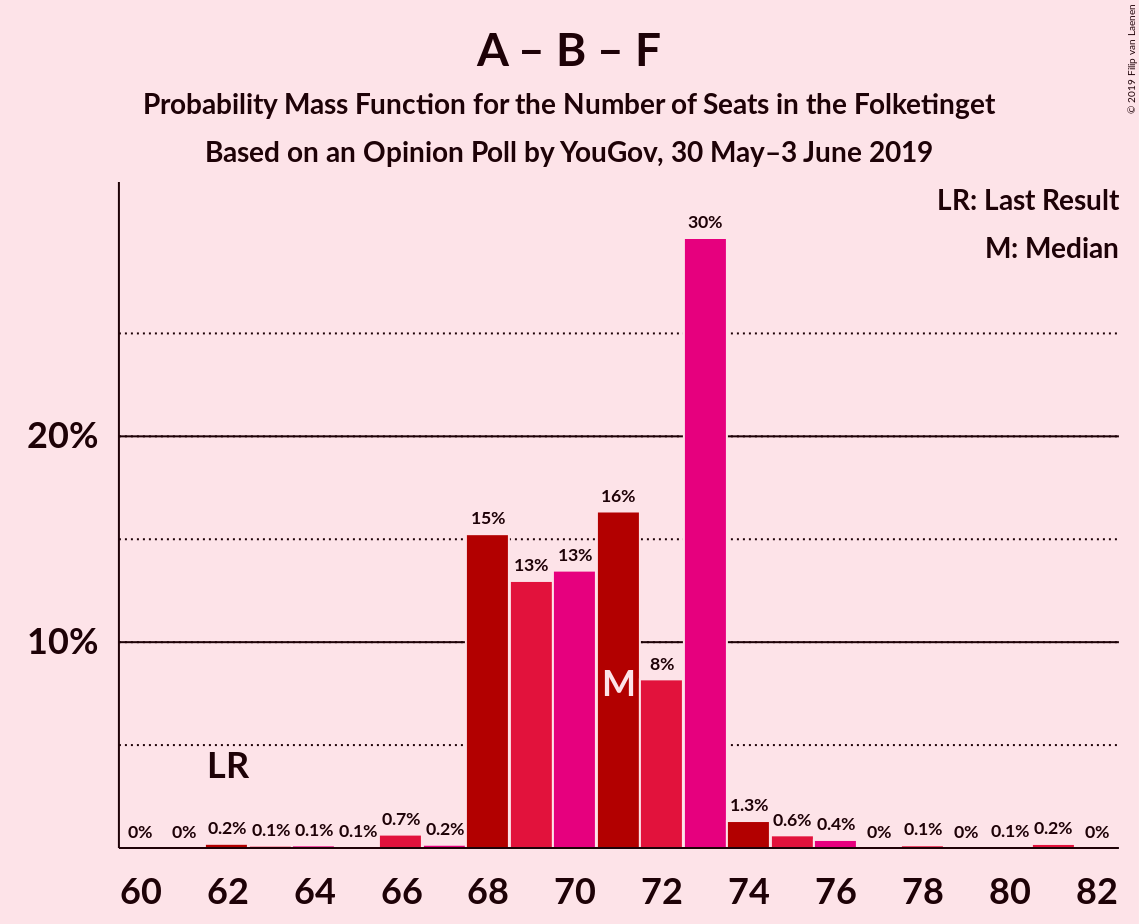 A – B – F
Probability Mass Function for the Number of Seats in the Folketinget
Based on an Opinion Poll by YouGov, 30 May–3 June 2019
© 2019 Filip van Laenen
LR: Last Result
M: Median
20%
10%
0% 0% 0.2% 0.1% 0.1% 0.1% 0.7% 0.2% 15% 13% 13% 16% 8% 30% 1.3% 0.6% 0.4% 0% 0.1% 0% 0.1% 0.2% 0%
LR
M
60 62 64 66 68 70 72 74 76 78 80 82